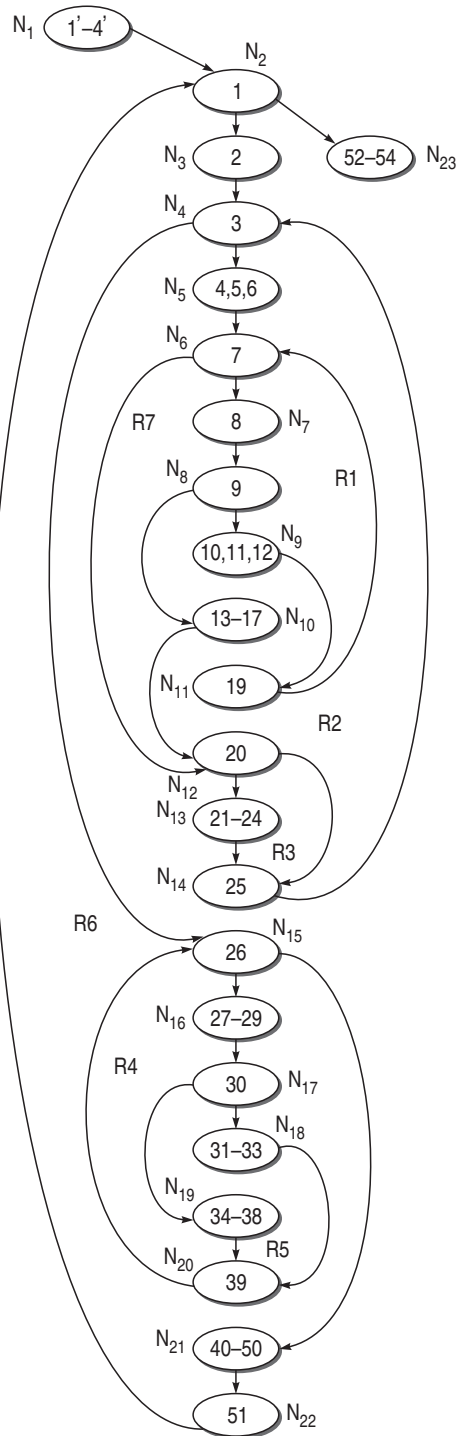 N1 1'–4'
N2
1
N3 2 52–54 N23
N4
3
N5 4,5,6
N6
7
R7 8 N7
N8 9 R1
N9
10,11,12
13–17 N10
N11 19
R2
20
N12
N13 21–24
R3
N14 25
R6 N15
26
N16 27–29
R4 30 N17
N18
31–33
N19 34–38
R5
N20 39
N21 40–50
51 N22